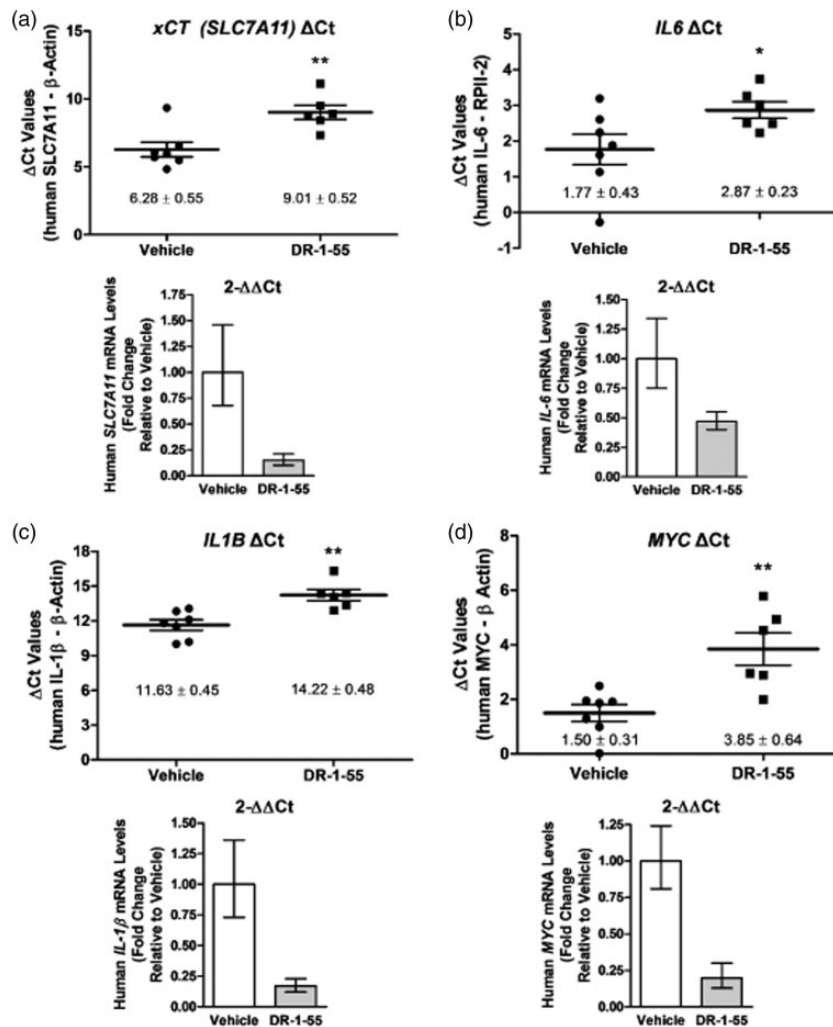 (a)
xCT (SLC7A11) ΔCt
ΔCt Values
(human SLC7A11 - β-Actin)
15
10
5
0
**
6.28 ± 0.55
9.01 ± 0.52
Vehicle
DR-1-55
2-ΔΔCt
Human SLC7A11 mRNA Levels
(Fold Change
Relative to Vehicle)
1.75
1.50
1.25
1.00
0.75
0.50
0.25
0.00
Vehicle
DR-1-55
(b)
IL6 ΔCt
ΔCt Values
(human IL-6 - RPII-2)
5
4
3
2
1
0
-1
*
1.77 ± 0.43
2.87 ± 0.23
Vehicle
DR-1-55
2-ΔΔCt
Human IL-6 mRNA Levels
(Fold Change
Relative to Vehicle)
1.50
1.25
1.00
0.75
0.50
0.25
0.00
Vehicle
DR-1-55
(c)
IL1B ΔCt
ΔCt Values
(human IL-1β - β-Actin)
18
15
12
9
6
3
0
**
11.63 ± 0.45
14.22 ± 0.48
Vehicle
DR-1-55
2-ΔΔCt
Human IL-1β mRNA Levels
(Fold Change
Relative to Vehicle)
1.50
1.25
1.00
0.75
0.50
0.25
0.00
Vehicle
DR-1-55
(d)
MYC ΔCt
ΔCt Values
(human MYC - β Actin)
8
6
4
2
0
**
1.50 ± 0.31
3.85 ± 0.64
Vehicle
DR-1-55
2-ΔΔCt
Human MYC mRNA Levels
(Fold Change
Relative to Vehicle)
1.25
1.00
0.75
0.50
0.25
0.00
Vehicle
DR-1-55